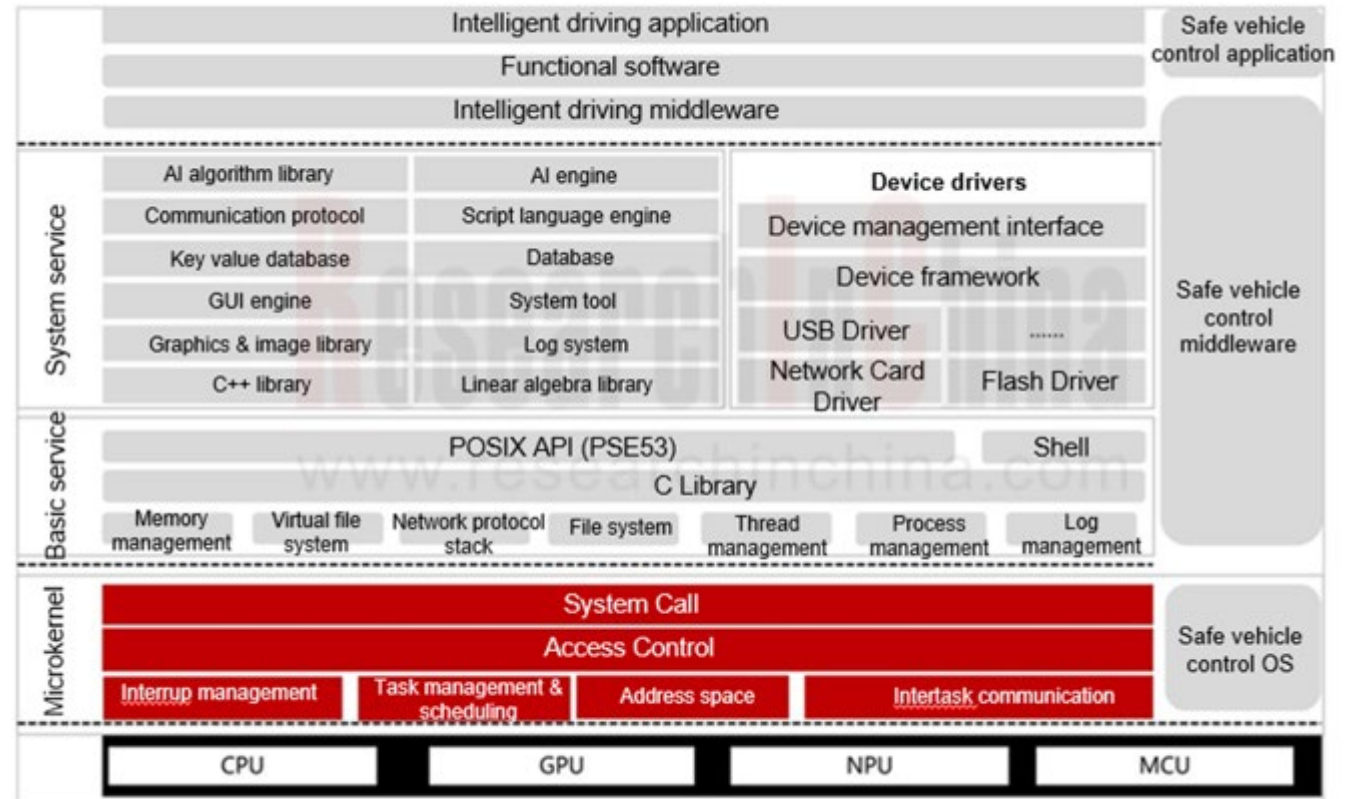 Intelligent driving application
Functional software
Intelligent driving middleware
Safe vehicle
control application
System service
AI algorithm library
AI engine
Communication protocol
Script language engine
Key value database
Database
GUI engine
System tool
Graphics & image library
Log system
C++ library
Linear algebra library
Device drivers
Device management interface
Device framework
USB Driver
......
Network Card
Driver
Flash Driver
Safe vehicle
control
middleware
Basic service
POSIX API (PSE53)
Shell
C Library
Memory
management
Virtual file
system
Network protocol
stack
File system
Thread
management
Process
management
Log
management
Microkernel
System Call
Access Control
Interrup management
Task management &
scheduling
Address space
Intertask communication
Safe vehicle
control OS
CPU
GPU
NPU
MCU
ResearchInChina
www.researchinchina.com